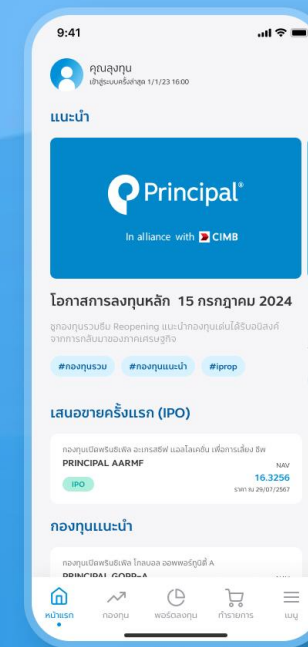 9:41
คุณลุงทุน
เข้าสู่ระบบครั้งล่าสุด 1/1/23 16:00
แนะนำ
Principal®
In alliance with CIMB
โอกาสการลงทุนหลัก 15 กรกฎาคม 2024
ชูกองทุนรวมธีม Reopening แนะนำกองทุนเด่นได้รับอนิสงค์
จากการกลับมาของภาคเศรษฐกิจ
#กองทุนรวม #กองทุนแนะนำ #iprop
เสนอขายครั้งแรก (IPO)
กองทุนเปิดพรินซิเพิล อะเกรสซีฟ แอลโลเคชั่น เพื่อการเลี้ยง ชีพ
PRINCIPAL AARMF
NAV
IPO
16.3256
ราคา ณ 29/07/2567
กองทุนแนะนำ
กองทุนเปิดพรินซิเพิล โกลบอล ออพพอร์ทูนิตี้ A
PRINCIPAL GOPP-A
หน้าแรก กองทุน พอร์ตลงทุน ทำรายการ เมนู